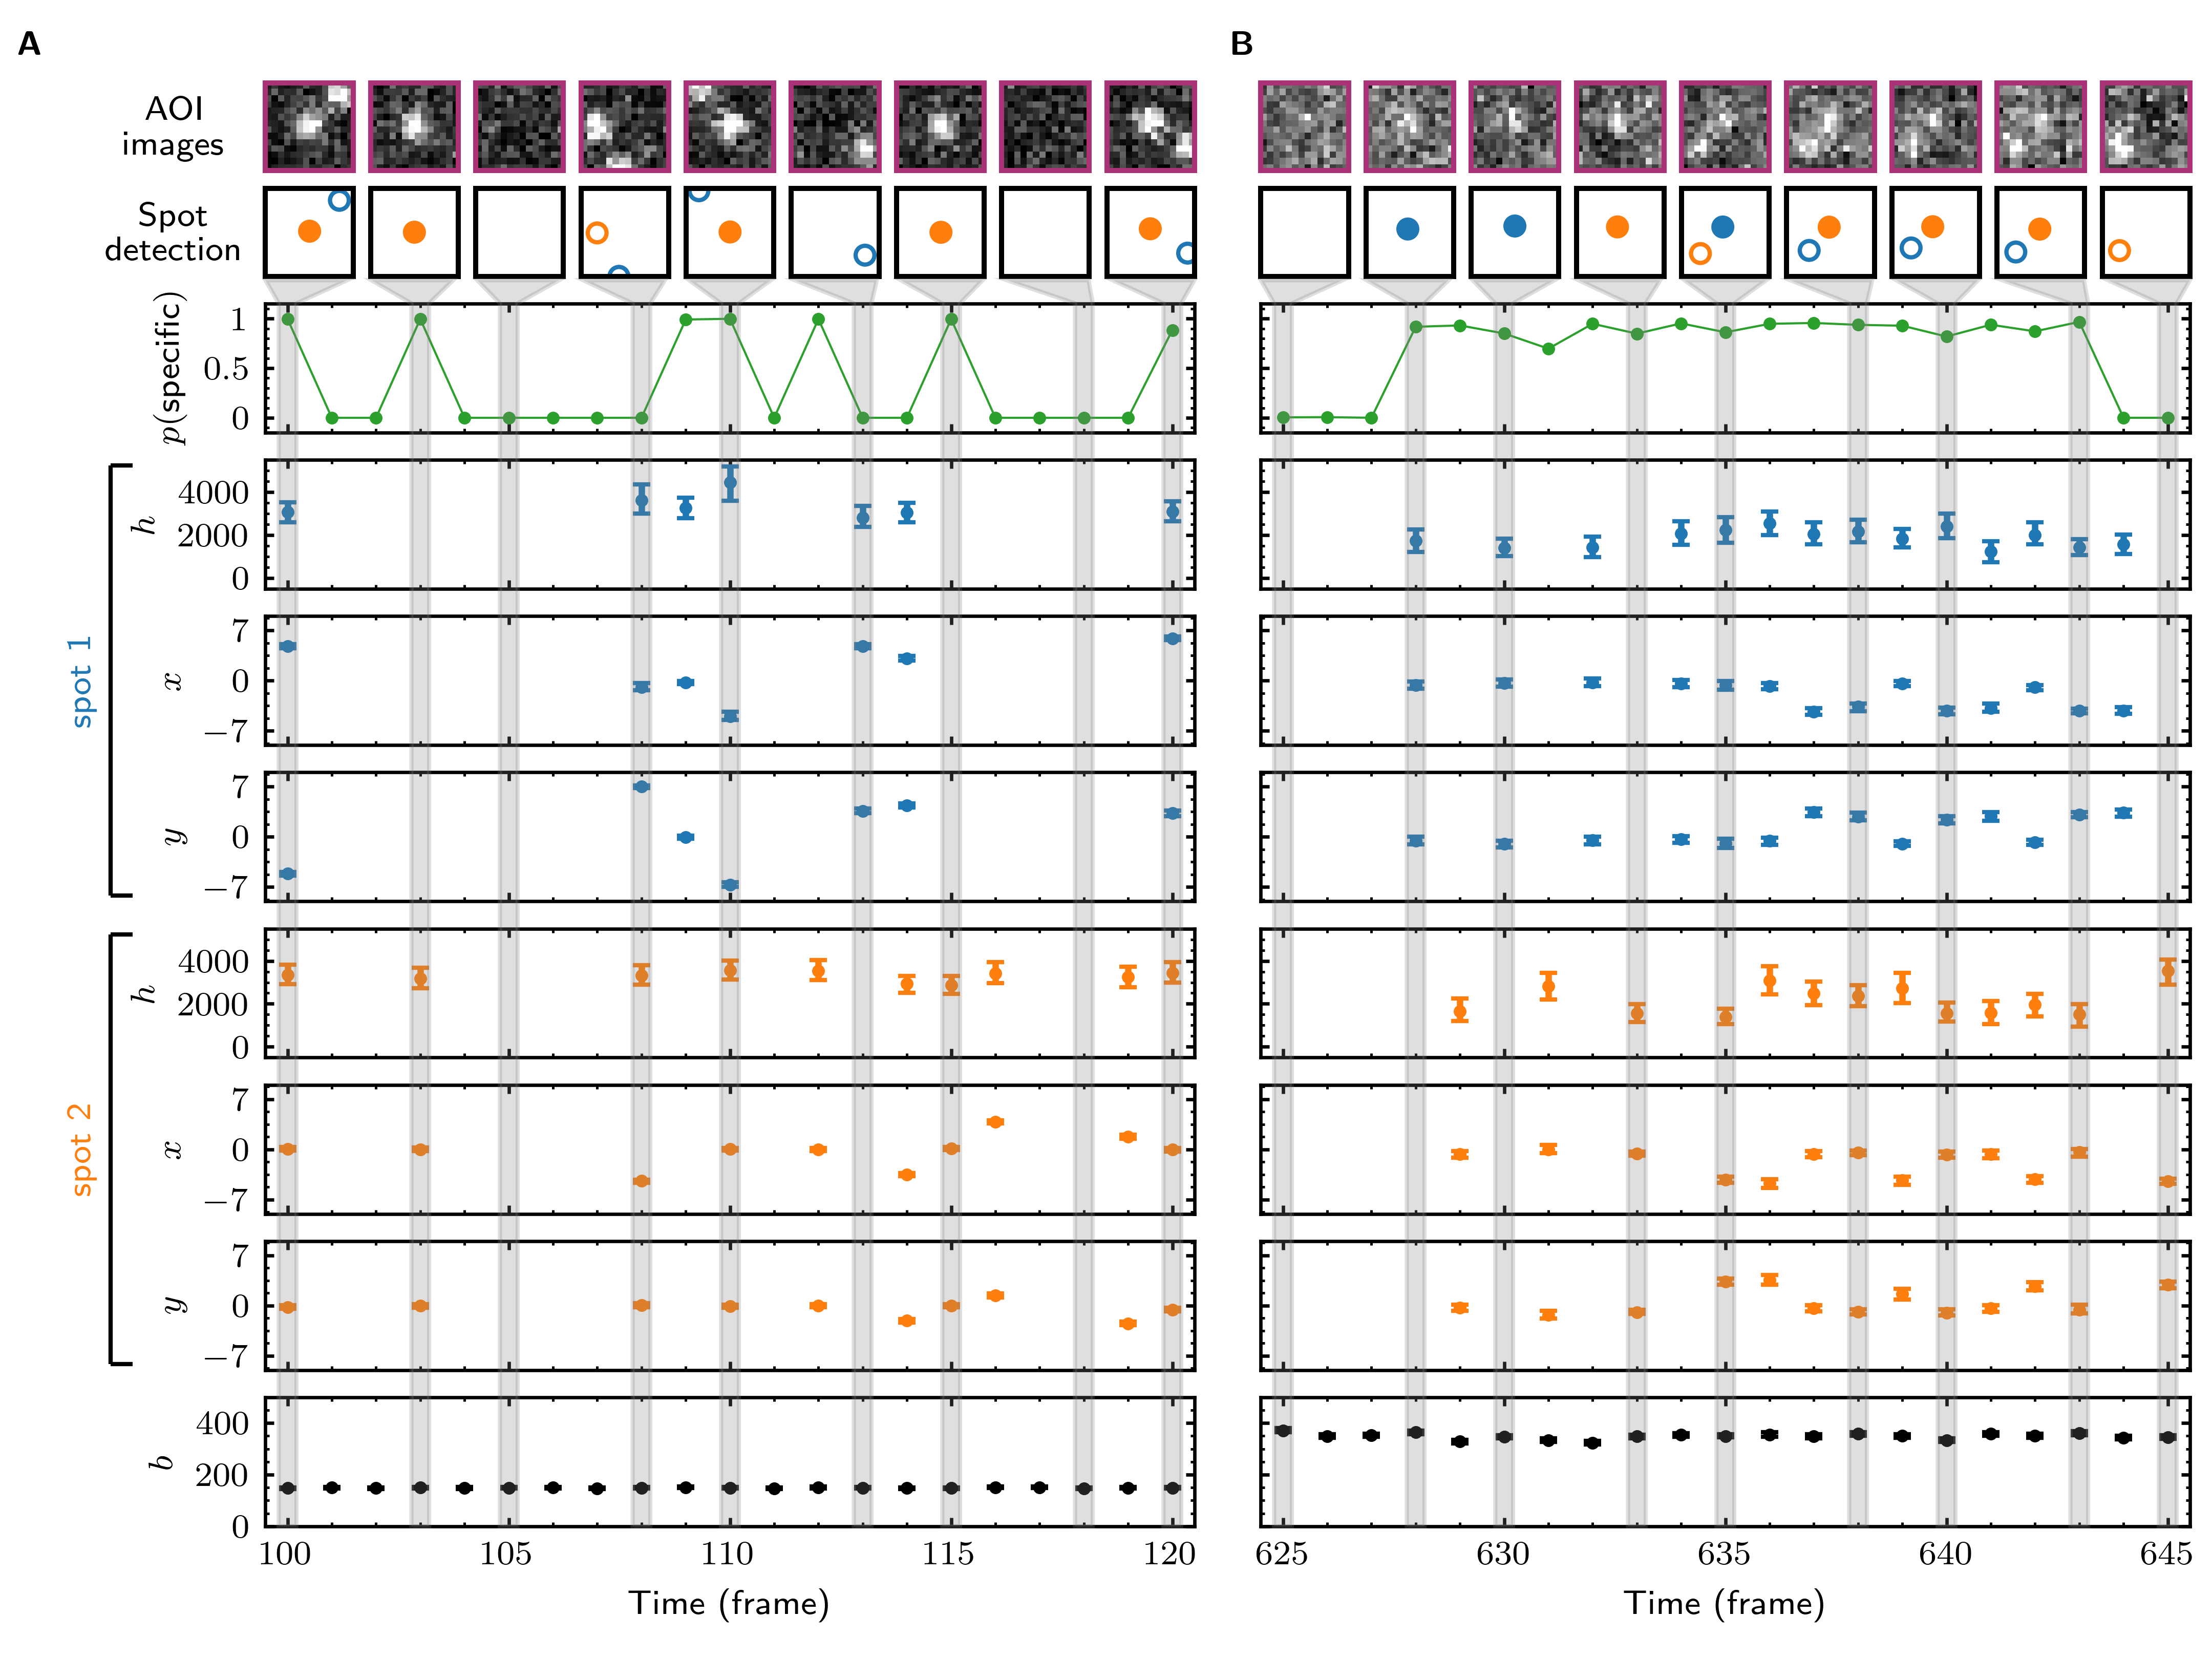 A
B
AOI
images
Spot
detection
p(specific)
1
0.5
0
spot 1
h
4000
2000
0
x
7
0
−7
y
7
0
−7
spot 2
h
4000
2000
0
x
7
0
−7
y
7
0
−7
b
400
200
0
100 105 110 115 120
625 630 635 640 645
Time (frame)
Time (frame)